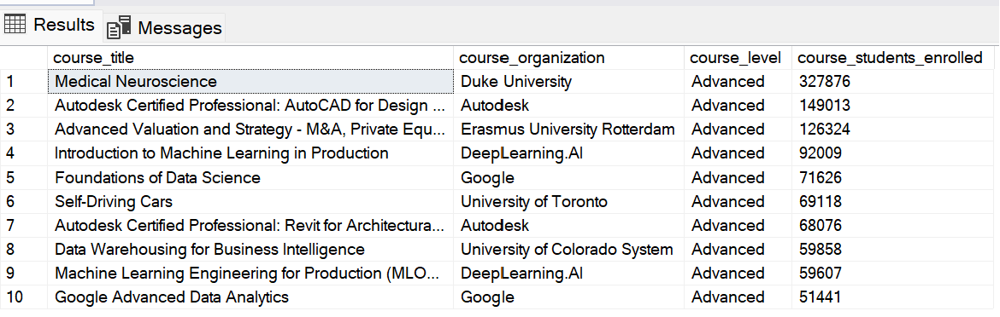 Results Messages
course_title course_organization course_level course_students_enrolled
1 Medical Neuroscience Duke University Advanced 327876
2 Autodesk Certified Professional: AutoCAD for Design ... Autodesk Advanced 149013
3 Advanced Valuation and Strategy - M&A, Private Equ... Erasmus University Rotterdam Advanced 126324
4 Introduction to Machine Learning in Production DeepLearning.AI Advanced 92009
5 Foundations of Data Science Google Advanced 71626
6 Self-Driving Cars University of Toronto Advanced 69118
7 Autodesk Certified Professional: Revit for Architectura... Autodesk Advanced 68076
8 Data Warehousing for Business Intelligence University of Colorado System Advanced 59858
9 Machine Learning Engineering for Production (MLO... DeepLearning.AI Advanced 59607
10 Google Advanced Data Analytics Google Advanced 51441